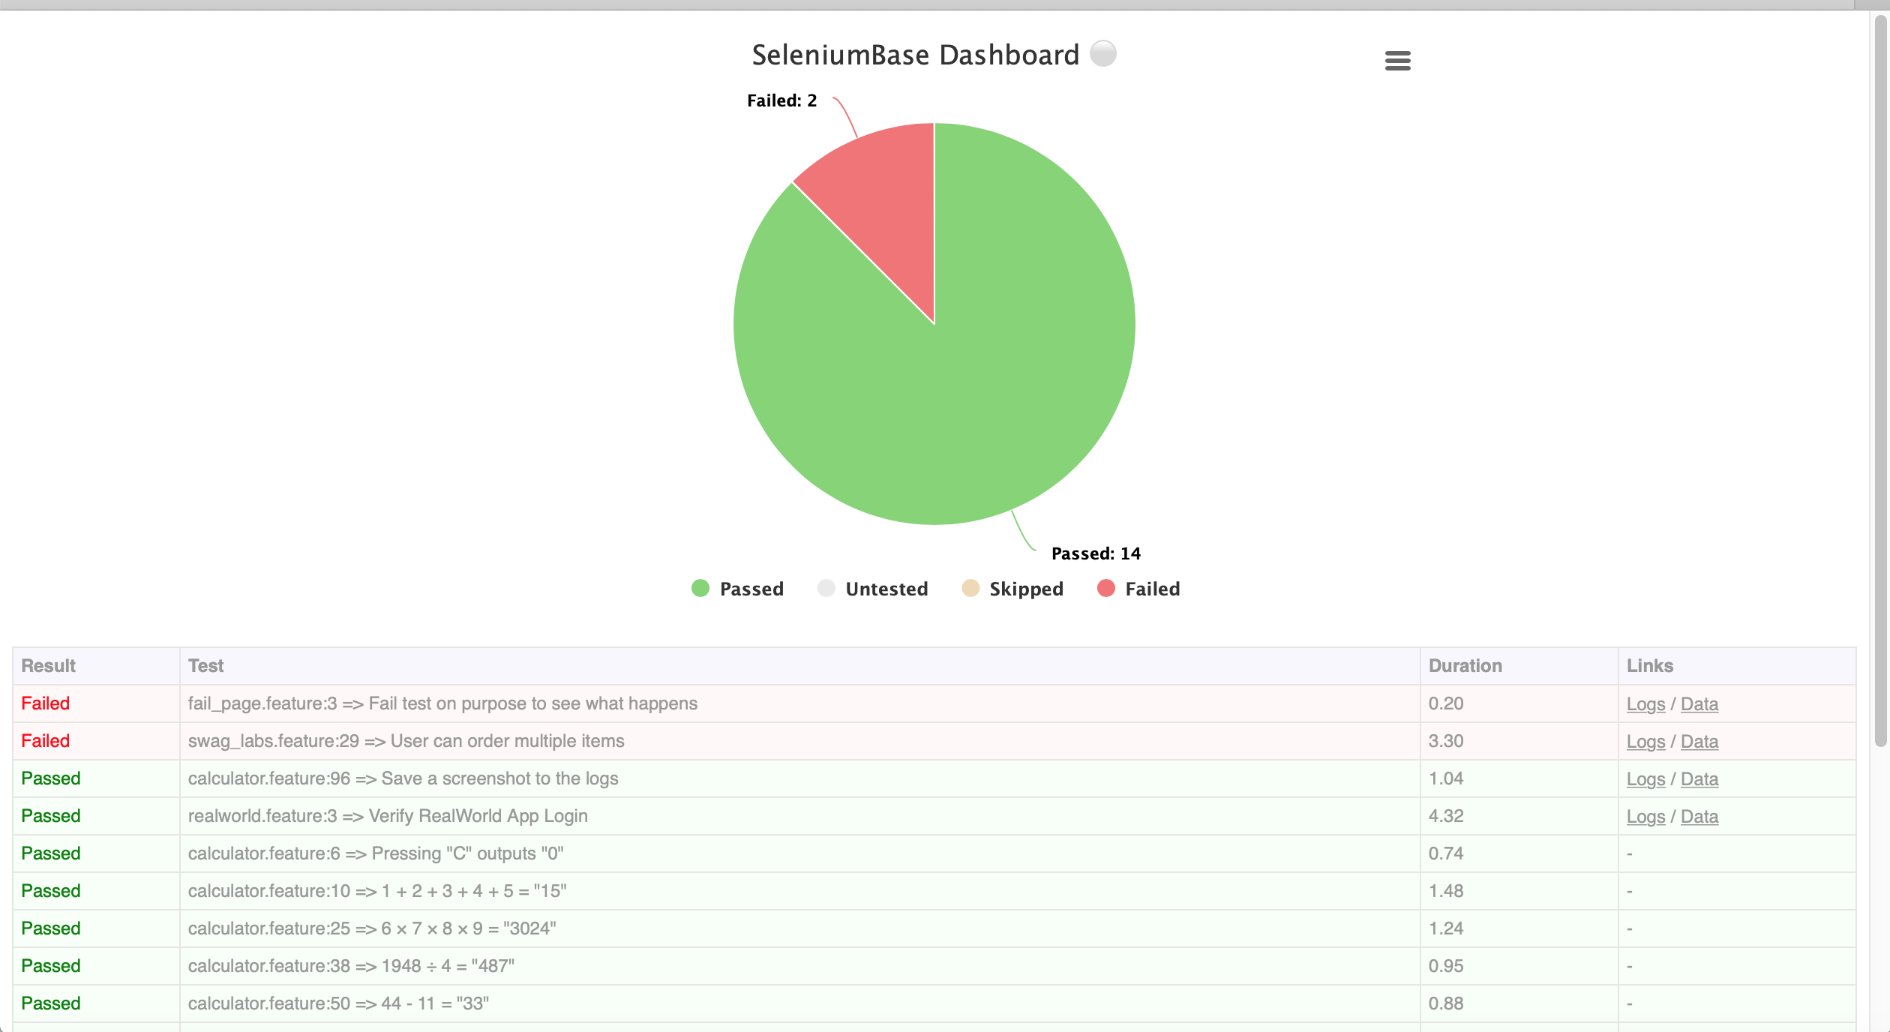 SeleniumBase Dashboard
Failed: 2
Passed: 14
Passed Untested Skipped Failed
Result Test Duration Links
Failed fail_page.feature:3 => Fail test on purpose to see what happens 0.20 Logs / Data
Failed swag_labs.feature:29 => User can order multiple items 3.30 Logs / Data
Passed calculator.feature:96 => Save a screenshot to the logs 1.04 Logs / Data
Passed realworld.feature:3 => Verify RealWorld App Login 4.32 Logs / Data
Passed calculator.feature:6 => Pressing "C" outputs "0" 0.74 -
Passed calculator.feature:10 => 1 + 2 + 3 + 4 + 5 = "15" 1.48 -
Passed calculator.feature:25 => 6 × 7 × 8 × 9 = "3024" 1.24 -
Passed calculator.feature:38 => 1948 ÷ 4 = "487" 0.95 -
Passed calculator.feature:50 => 44 - 11 = "33" 0.88 -